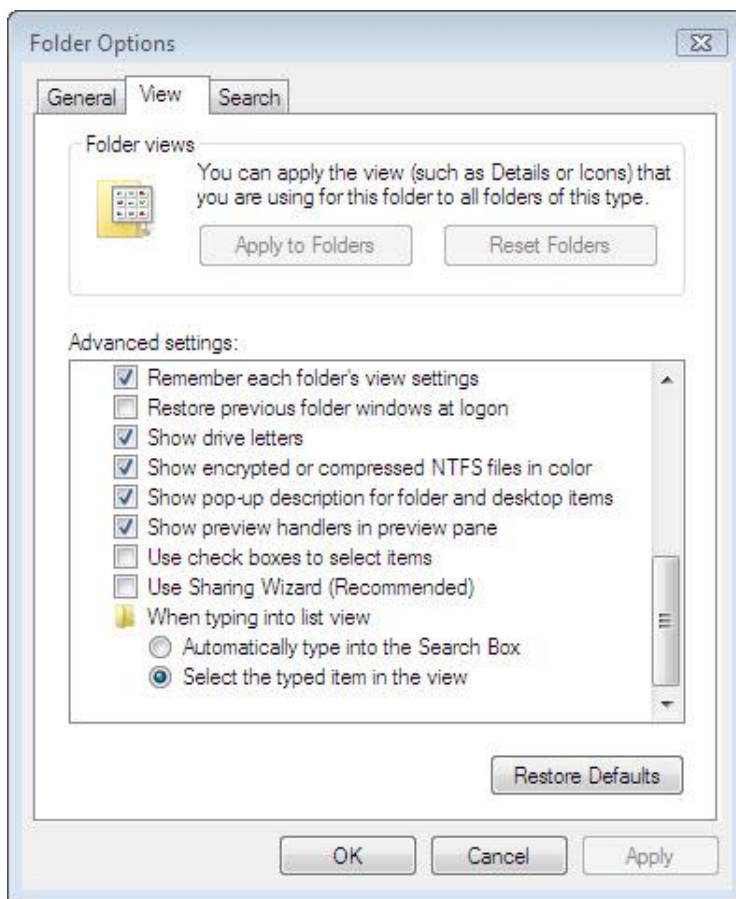 Folder Options
General View Search
Folder views
You can apply the view (such as Details or Icons) that
you are using for this folder to all folders of this type.
Apply to Folders Reset Folders
Advanced settings:
Remember each folder's view settings
Restore previous folder windows at logon
Show drive letters
Show encrypted or compressed NTFS files in color
Show pop-up description for folder and desktop items
Show preview handlers in preview pane
Use check boxes to select items
Use Sharing Wizard (Recommended)
When typing into list view
Automatically type into the Search Box
Select the typed item in the view
Restore Defaults
OK Cancel Apply